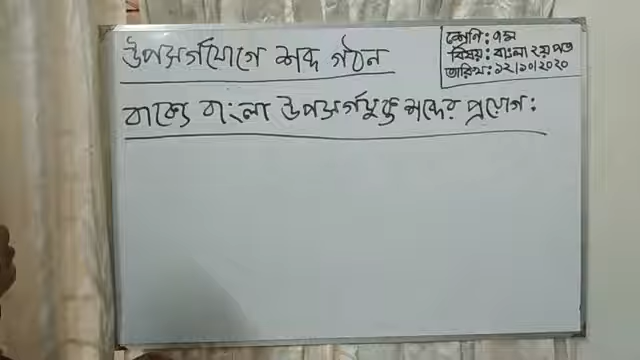 উপসর্গযোগে শব্দ গঠন
শ্রেণি: ৭ম
বিষয়: বাংলা ২য় পত্র
তারিখ: ১২/১০/২০২০
বাক্যে বাংলা উপসর্গযুক্ত শব্দের প্রয়োগ: